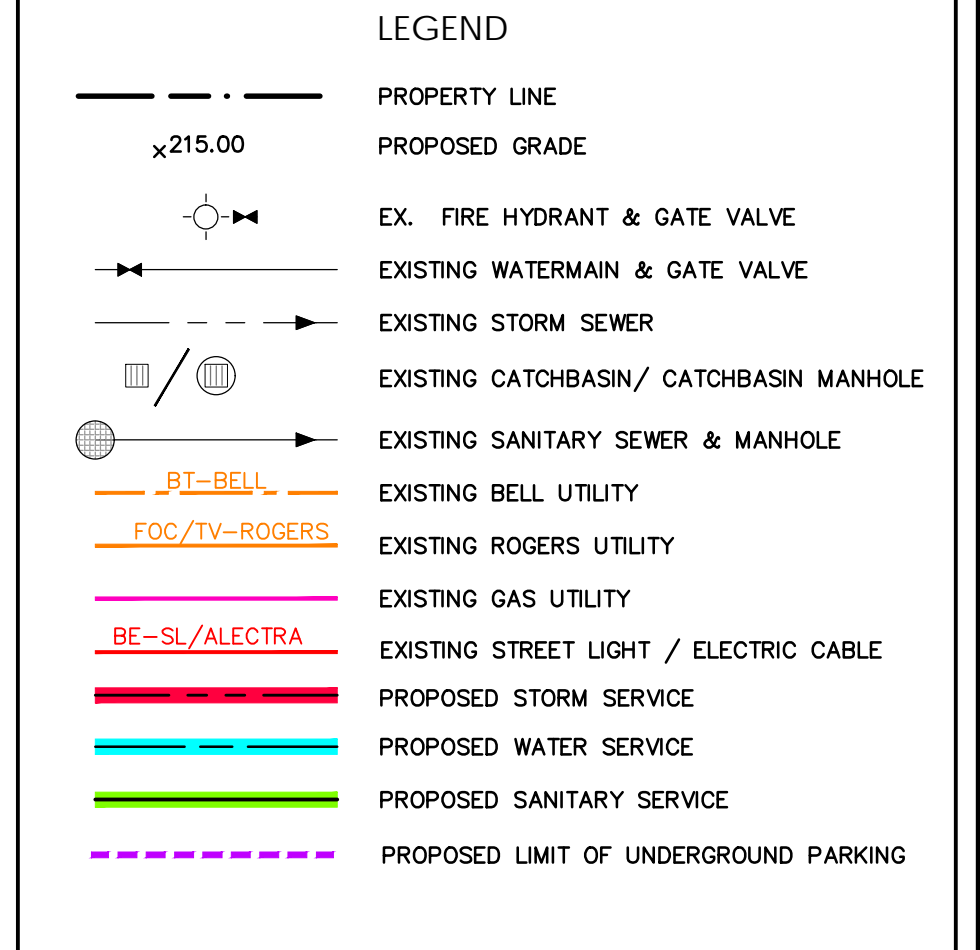 LEGEND
PROPERTY LINE
x215.00 PROPOSED GRADE
EX. FIRE HYDRANT & GATE VALVE
EXISTING WATERMAIN & GATE VALVE
EXISTING STORM SEWER
EXISTING CATCHBASIN/ CATCHBASIN MANHOLE
EXISTING SANITARY SEWER & MANHOLE
BT-BELL EXISTING BELL UTILITY
FOC/TV-ROGERS EXISTING ROGERS UTILITY
EXISTING GAS UTILITY
BE-SL/ALECTRA EXISTING STREET LIGHT / ELECTRIC CABLE
PROPOSED STORM SERVICE
PROPOSED WATER SERVICE
PROPOSED SANITARY SERVICE
PROPOSED LIMIT OF UNDERGROUND PARKING